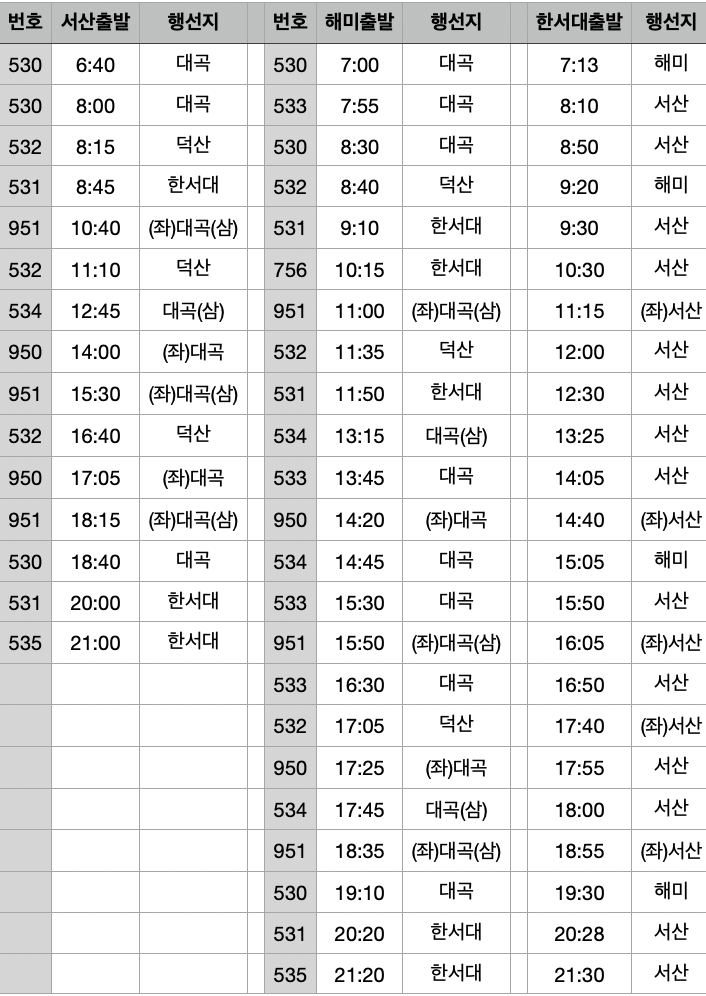 번호 서산출발 행선지 번호 해미출발 행선지 한서대출발 행선지
530 6:40 대곡 530 7:00 대곡 7:13 해미
530 8:00 대곡 533 7:55 대곡 8:10 서산
532 8:15 덕산 530 8:30 대곡 8:50 서산
531 8:45 한서대 532 8:40 덕산 9:20 해미
951 10:40 (좌)대곡(삼) 531 9:10 한서대 9:30 서산
532 11:10 덕산 756 10:15 한서대 10:30 서산
534 12:45 대곡(삼) 951 11:00 (좌)대곡(삼) 11:15 (좌)서산
950 14:00 (좌)대곡 532 11:35 덕산 12:00 서산
951 15:30 (좌)대곡(삼) 531 11:50 한서대 12:30 서산
532 16:40 덕산 534 13:15 대곡(삼) 13:25 서산
950 17:05 (좌)대곡 533 13:45 대곡 14:05 서산
951 18:15 (좌)대곡(삼) 950 14:20 (좌)대곡 14:40 (좌)서산
530 18:40 대곡 534 14:45 대곡 15:05 해미
531 20:00 한서대 533 15:30 대곡 15:50 서산
535 21:00 한서대 951 15:50 (좌)대곡(삼) 16:05 (좌)서산
533 16:30 대곡 16:50 서산
532 17:05 덕산 17:40 (좌)서산
950 17:25 (좌)대곡 17:55 서산
534 17:45 대곡(삼) 18:00 서산
951 18:35 (좌)대곡(삼) 18:55 (좌)서산
530 19:10 대곡 19:30 해미
531 20:20 한서대 20:28 서산
535 21:20 한서대 21:30 서산